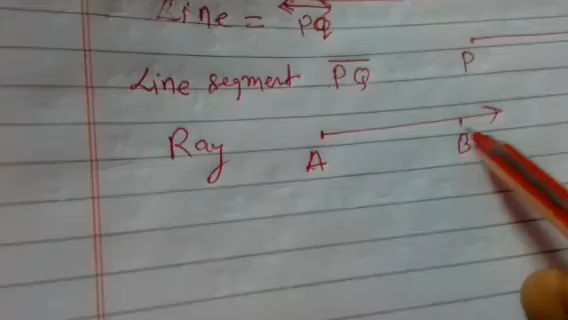 Line = PQ
Line segment PQ P
Ray A B